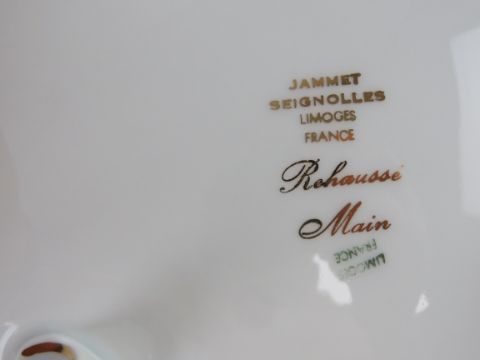 JAMMET
SEIGNOLLES
LIMOGES
FRANCE
Rehaussé
Main
LIMOGES
FRANCE